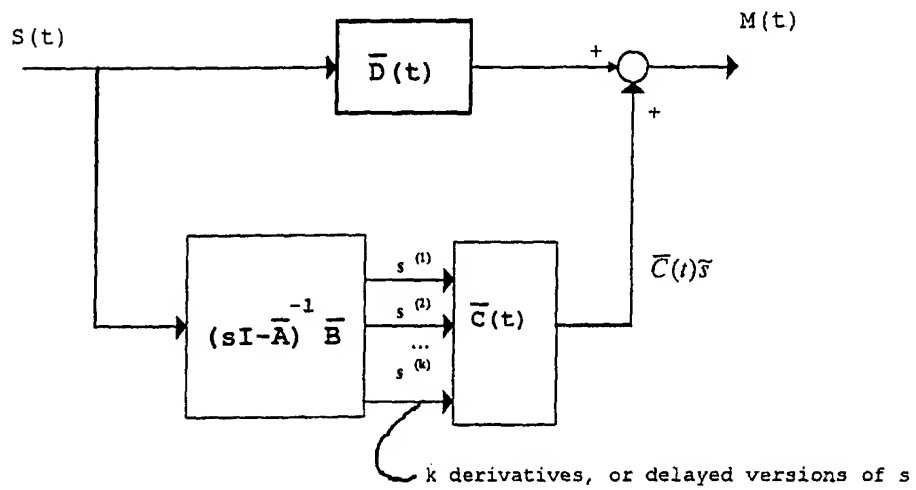 S(t)
M(t)
D̅(t)
+
+
s (1)
s (2)
...
s (k)
(sI-A̅)⁻¹ B̅
C̅(t)
C̅(t)s̃
k derivatives, or delayed versions of s